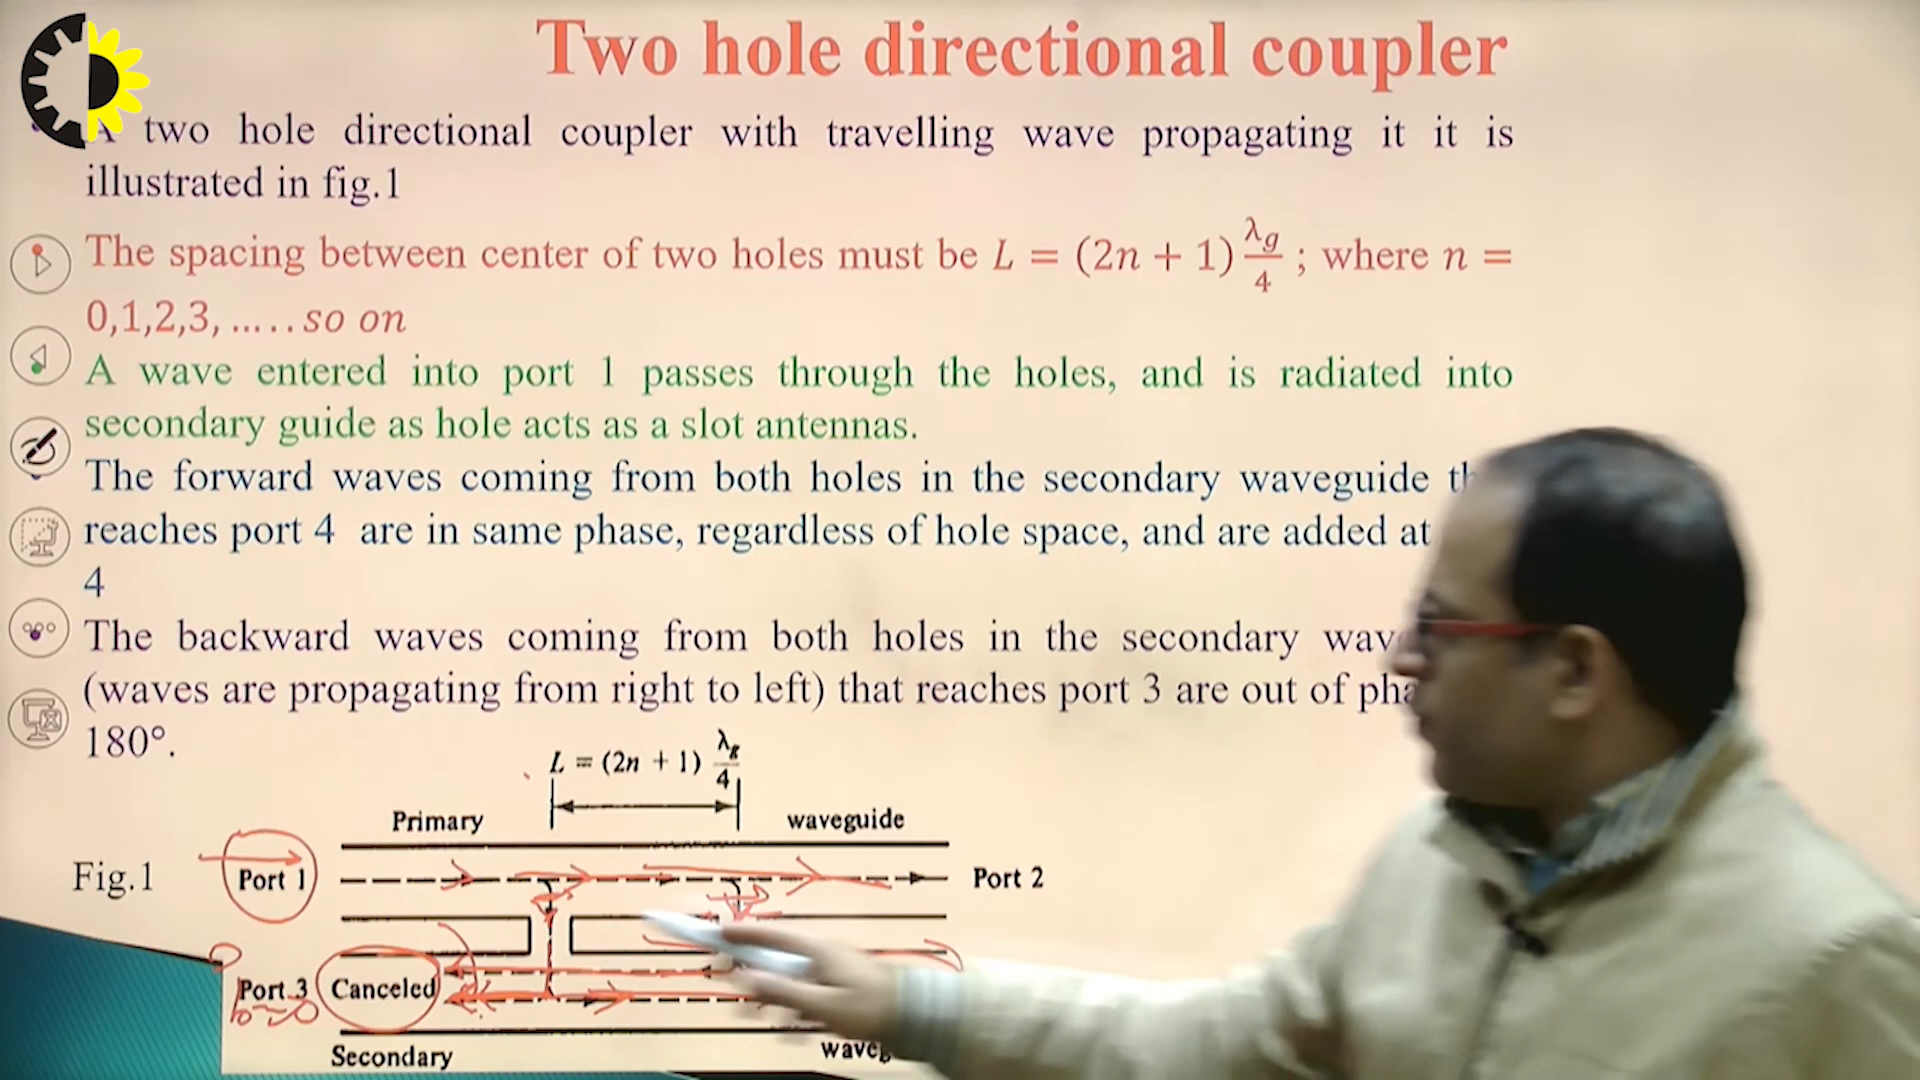 Two hole directional coupler
A two hole directional coupler with travelling wave propagating it it is
illustrated in fig.1
The spacing between center of two holes must be L = (2n + 1) λg/4 ; where n =
0,1,2,3, ..... so on
A wave entered into port 1 passes through the holes, and is radiated into
secondary guide as hole acts as a slot antennas.
The forward waves coming from both holes in the secondary waveguide
reaches port 4 are in same phase, regardless of hole space, and are added at
4
The backward waves coming from both holes in the secondary
(waves are propagating from right to left) that reaches port 3 are out of
180°.
L = (2n + 1) λg/4
Primary waveguide
Fig.1 Port 1 Port 2
Port 3 Canceled
Secondary